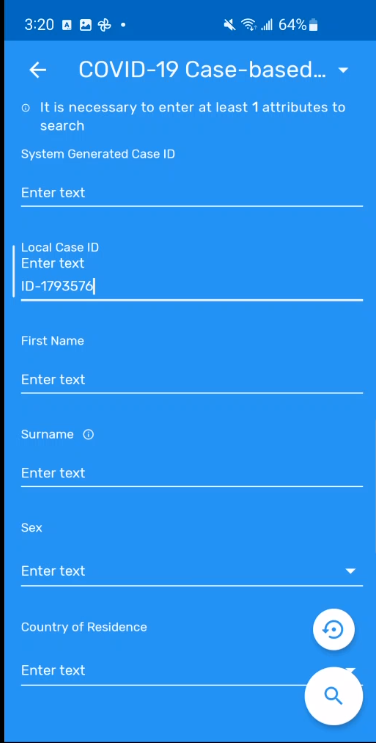 3:20
64%
COVID-19 Case-based...
It is necessary to enter at least 1 attributes to
search
System Generated Case ID
Enter text
Local Case ID
Enter text
ID-1793576
First Name
Enter text
Surname
Enter text
Sex
Enter text
Country of Residence
Enter text